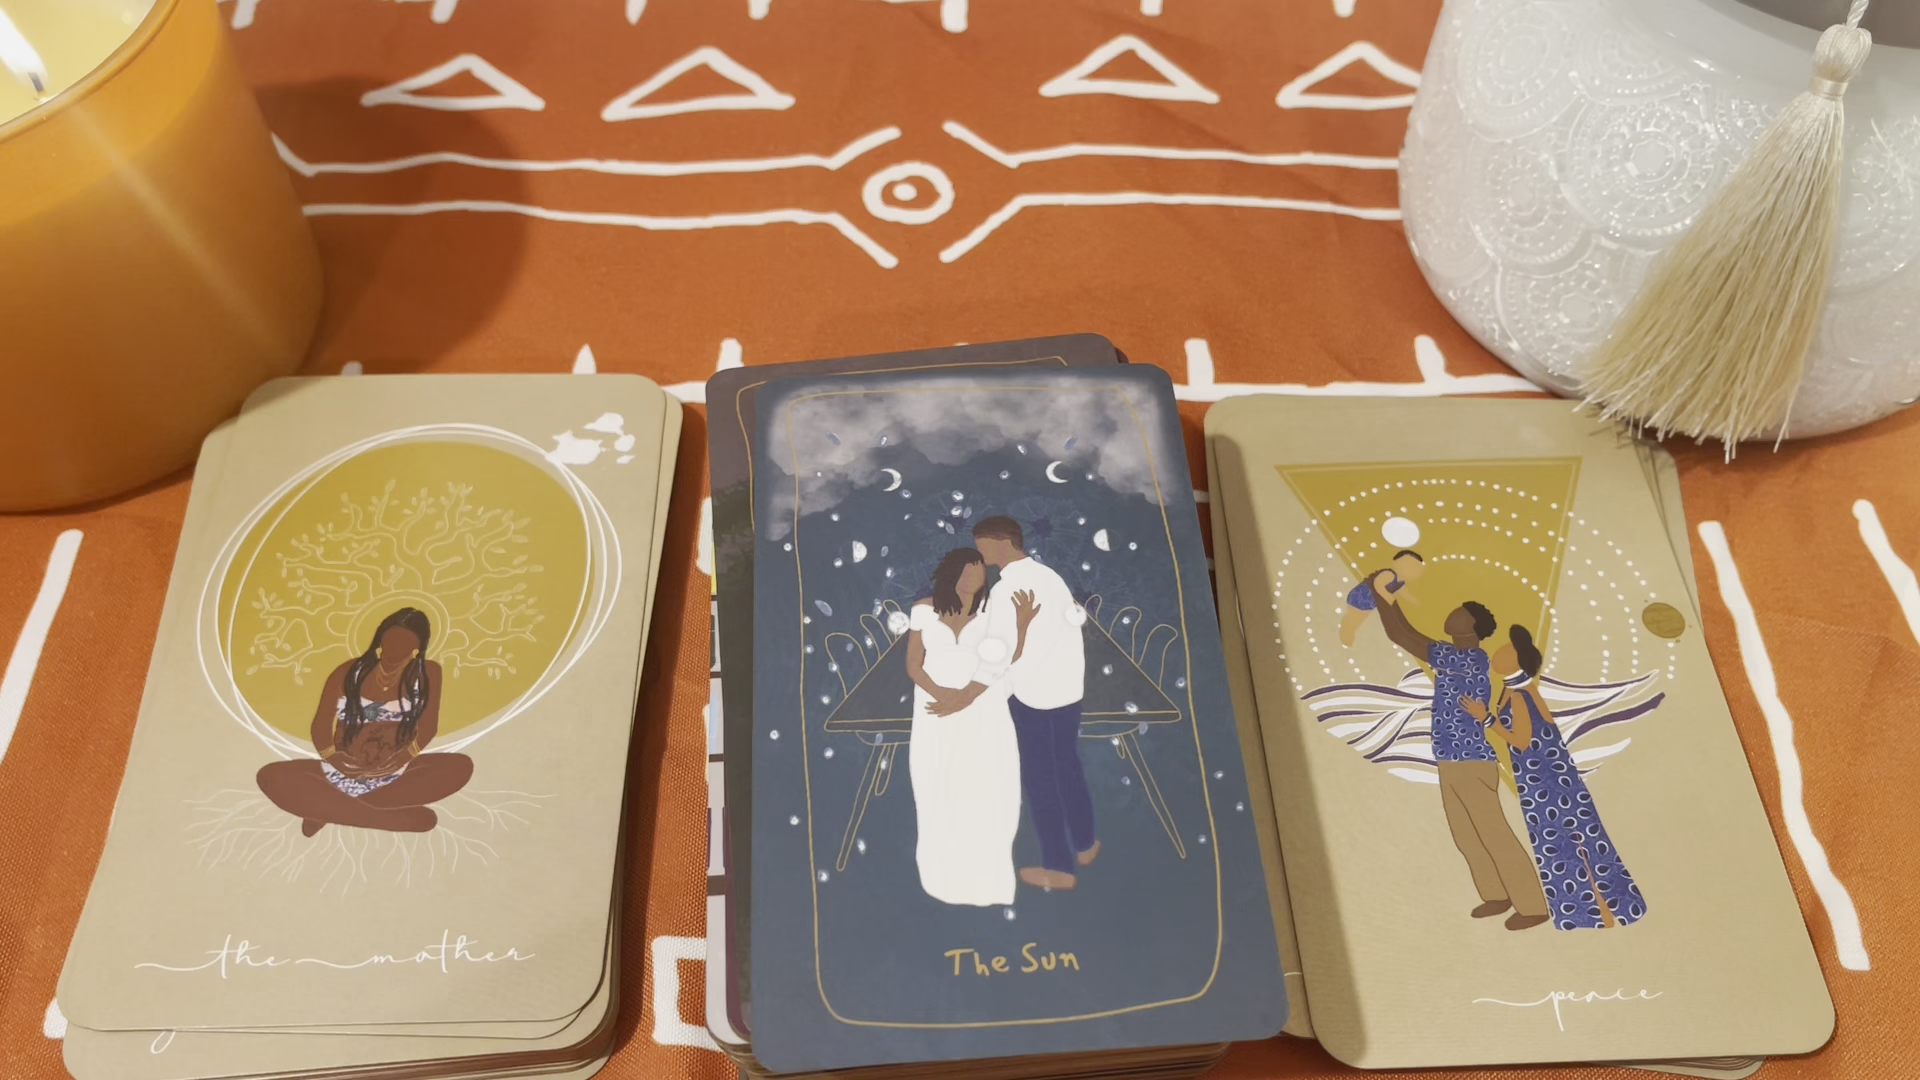 the mother
The Sun
peace